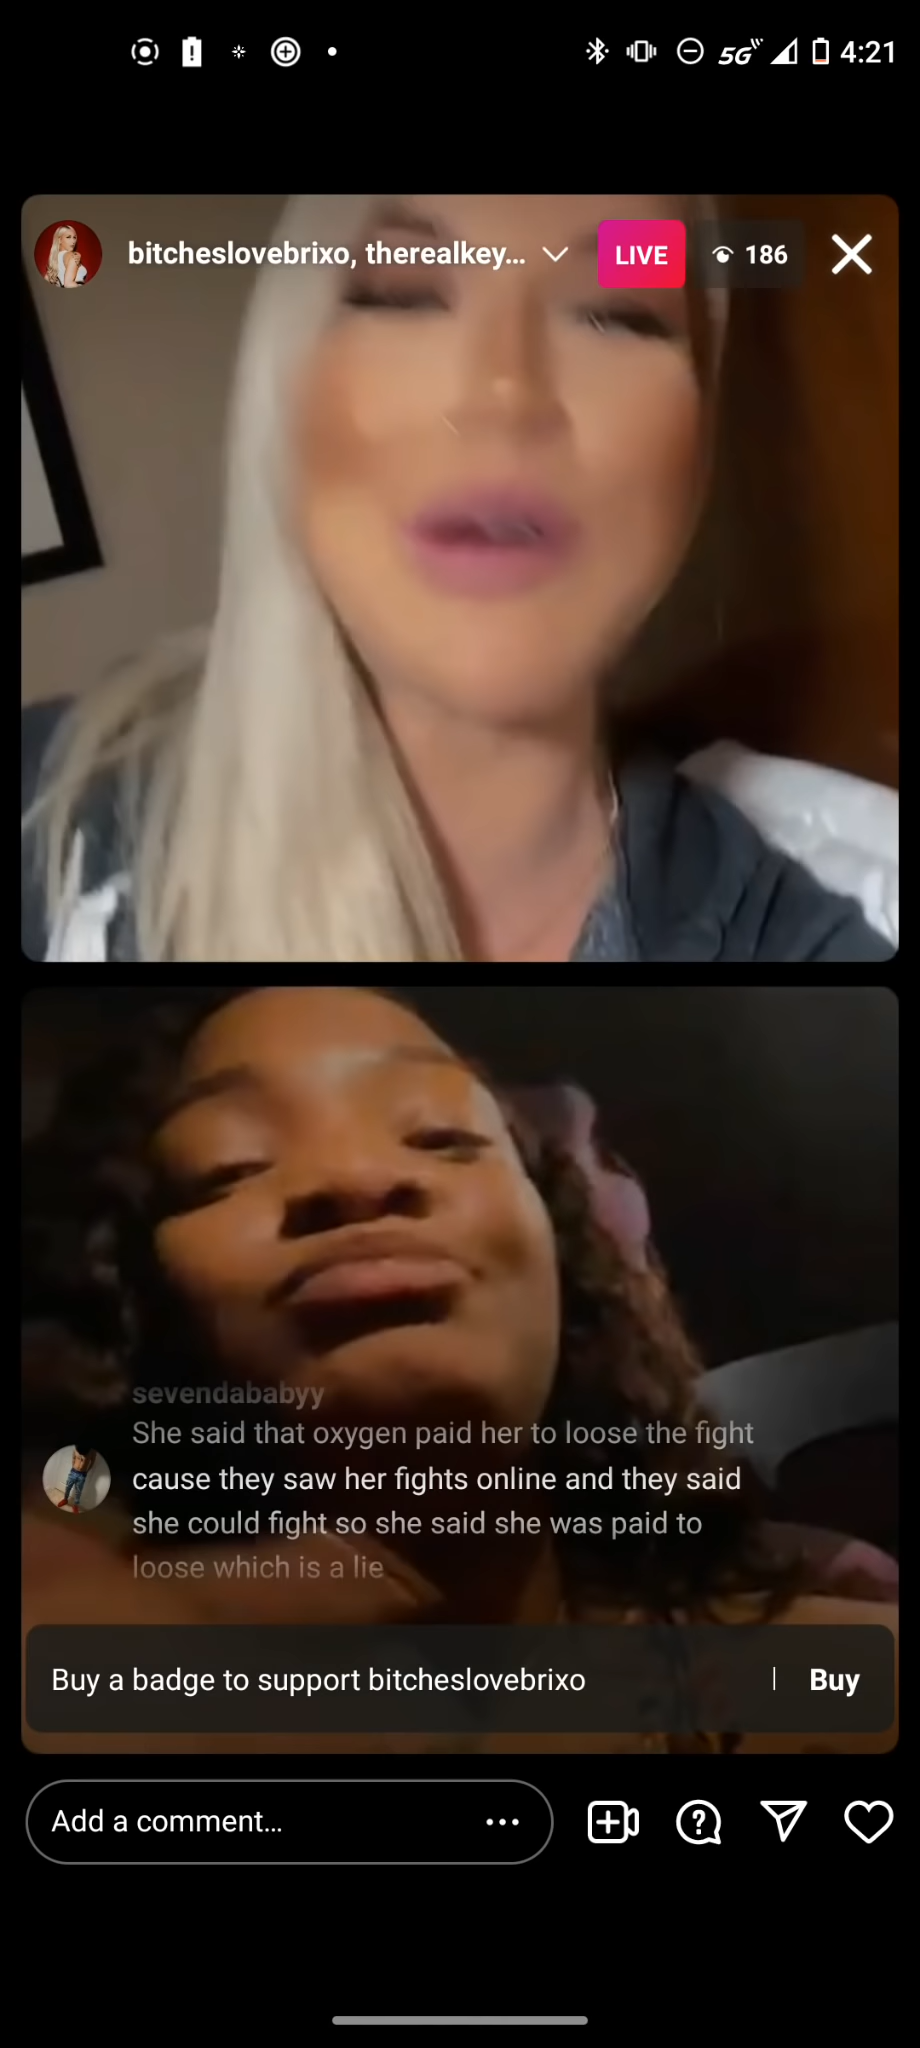 5G 4:21
bitcheslovebrixo, therealkey... LIVE 186
sevendababyy
She said that oxygen paid her to loose the fight
cause they saw her fights online and they said
she could fight so she said she was paid to
loose which is a lie
Buy a badge to support bitcheslovebrixo | Buy
Add a comment...